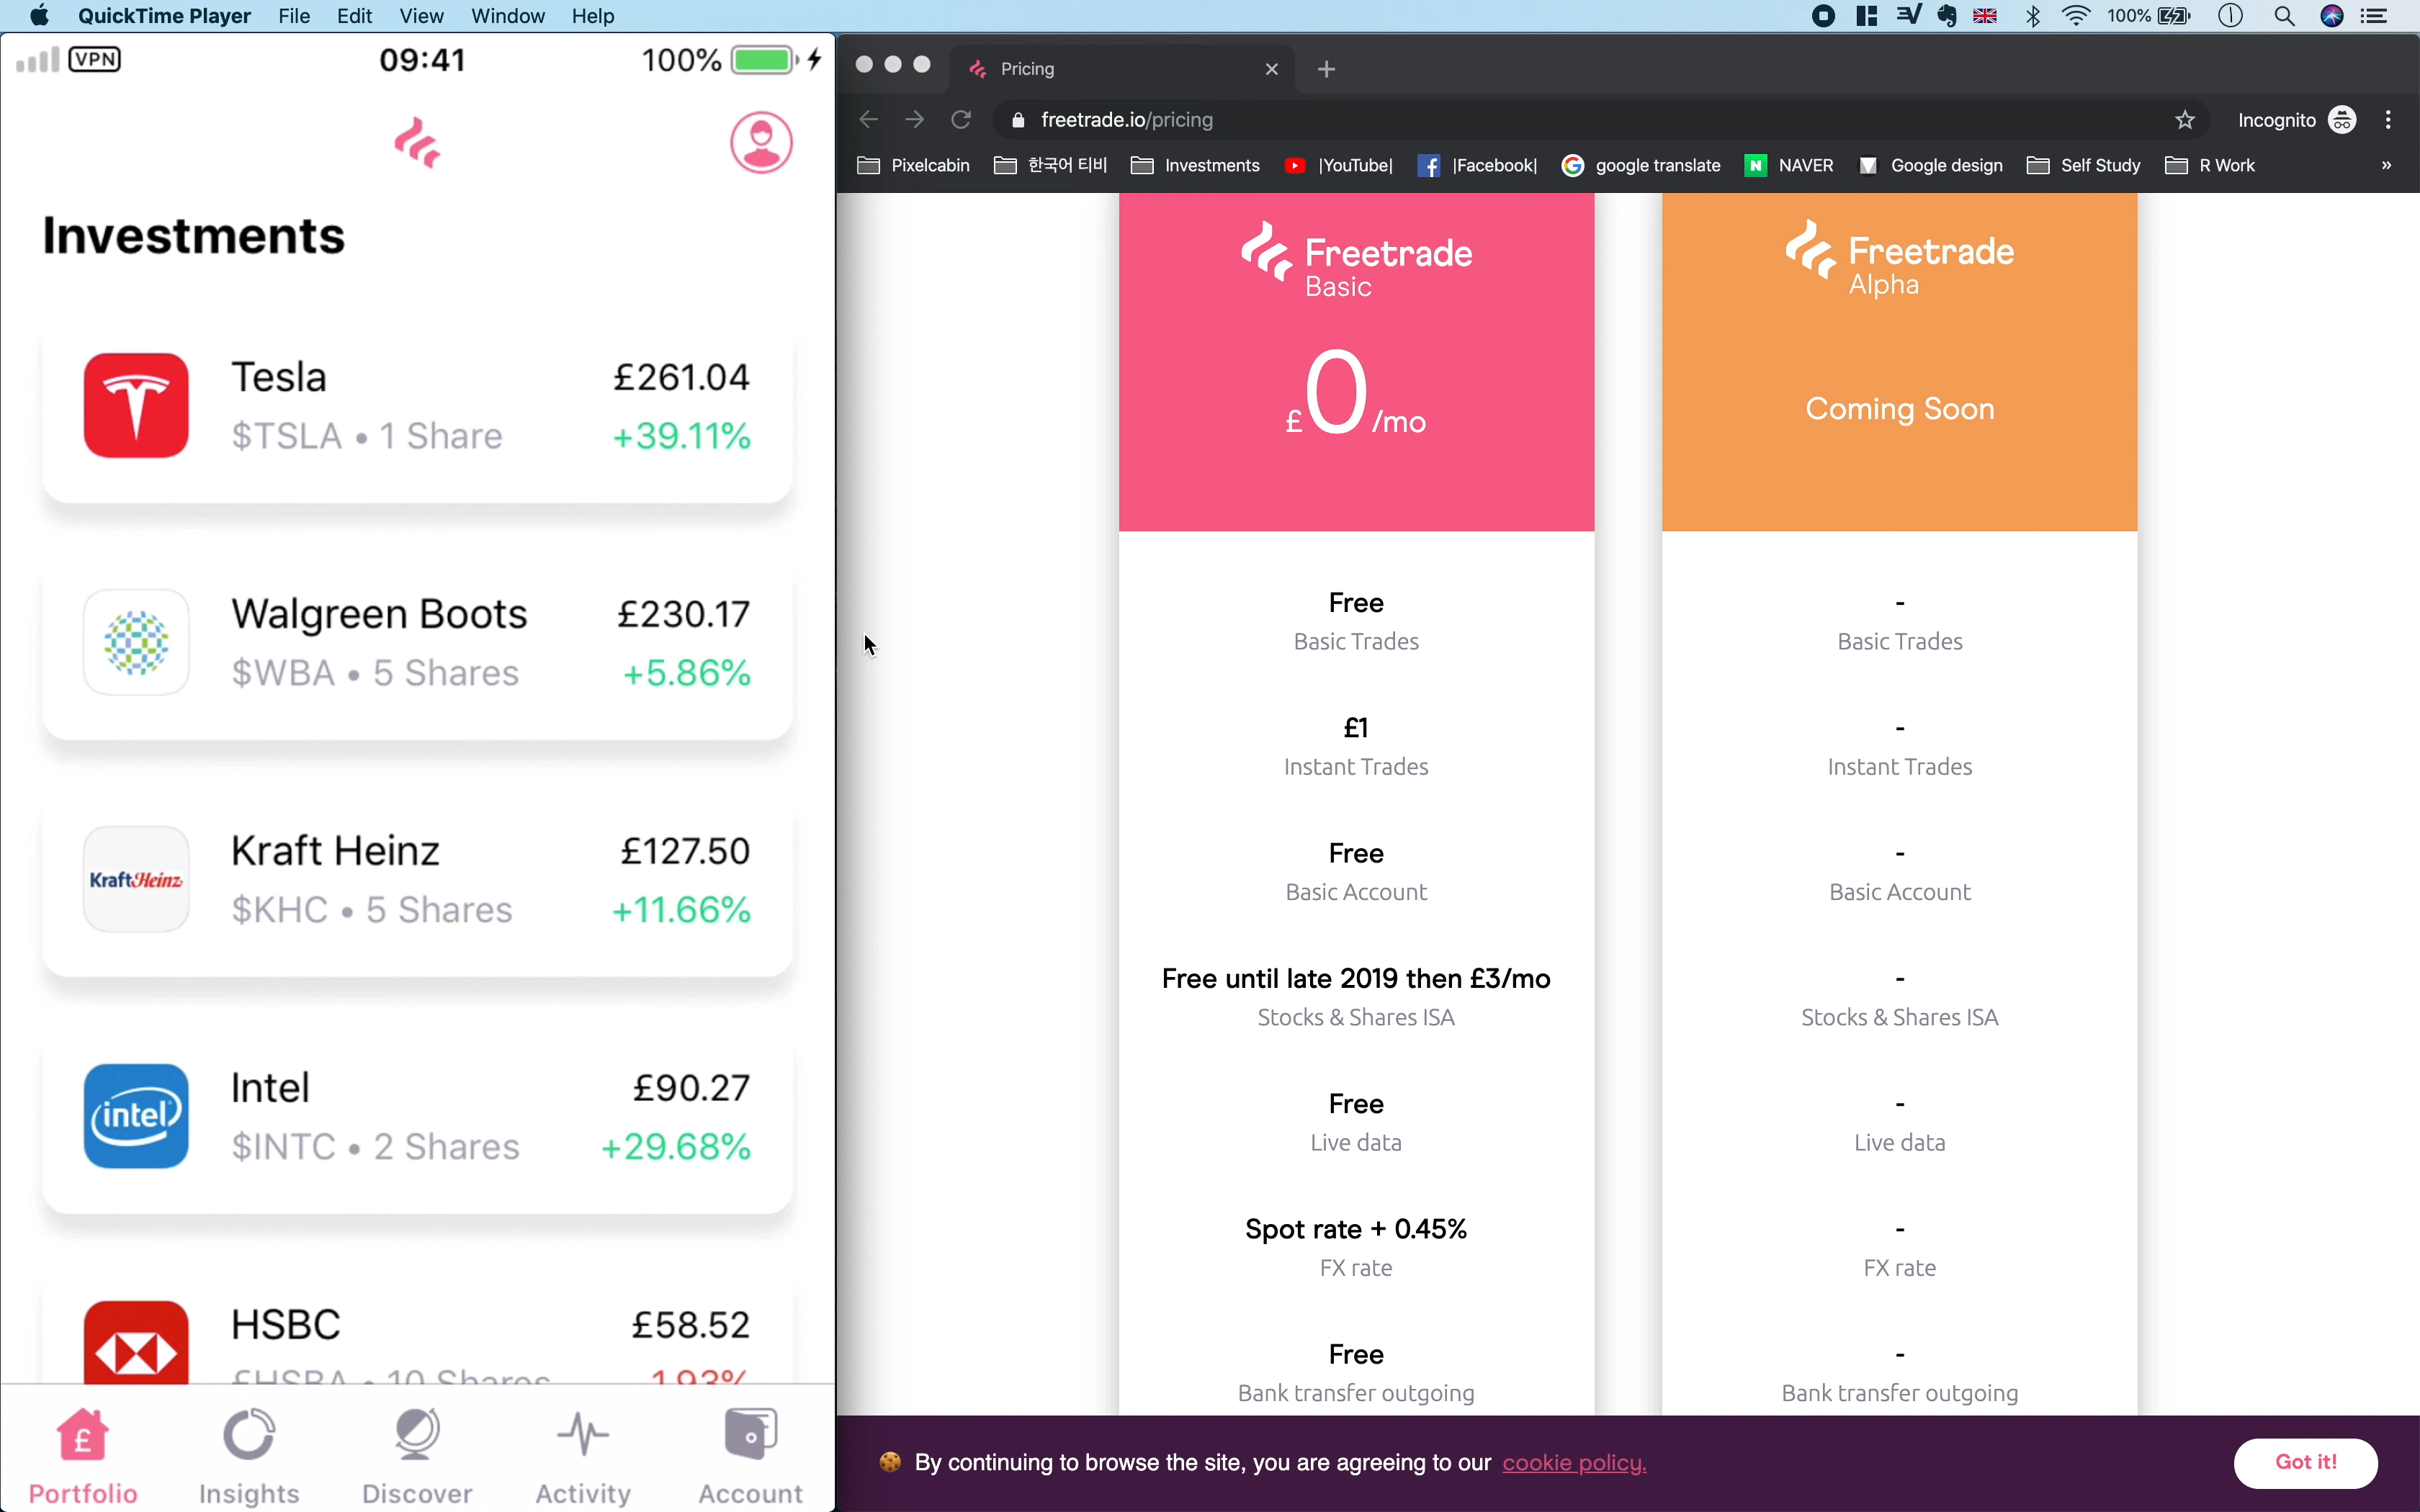 QuickTime Player File Edit View Window Help 100%
VPN 09:41 100%
Investments
Tesla £261.04
$TSLA • 1 Share +39.11%
Walgreen Boots £230.17
$WBA • 5 Shares +5.86%
KraftHeinz
Kraft Heinz £127.50
$KHC • 5 Shares +11.66%
intel
Intel £90.27
$INTC • 2 Shares +29.68%
HSBC £58.52
£HSBA • 10 Shares 1.93%
Portfolio Insights Discover Activity Account
Pricing
freetrade.io/pricing Incognito
Pixelcabin 한국어 티비 Investments |YouTube| |Facebook| google translate N NAVER Google design Self Study R Work »
Freetrade
Basic
£0/mo
Free
Basic Trades
£1
Instant Trades
Free
Basic Account
Free until late 2019 then £3/mo
Stocks & Shares ISA
Free
Live data
Spot rate + 0.45%
FX rate
Free
Bank transfer outgoing
Freetrade
Alpha
Coming Soon
-
Basic Trades
-
Instant Trades
-
Basic Account
-
Stocks & Shares ISA
-
Live data
-
FX rate
-
Bank transfer outgoing
By continuing to browse the site, you are agreeing to our cookie policy. Got it!